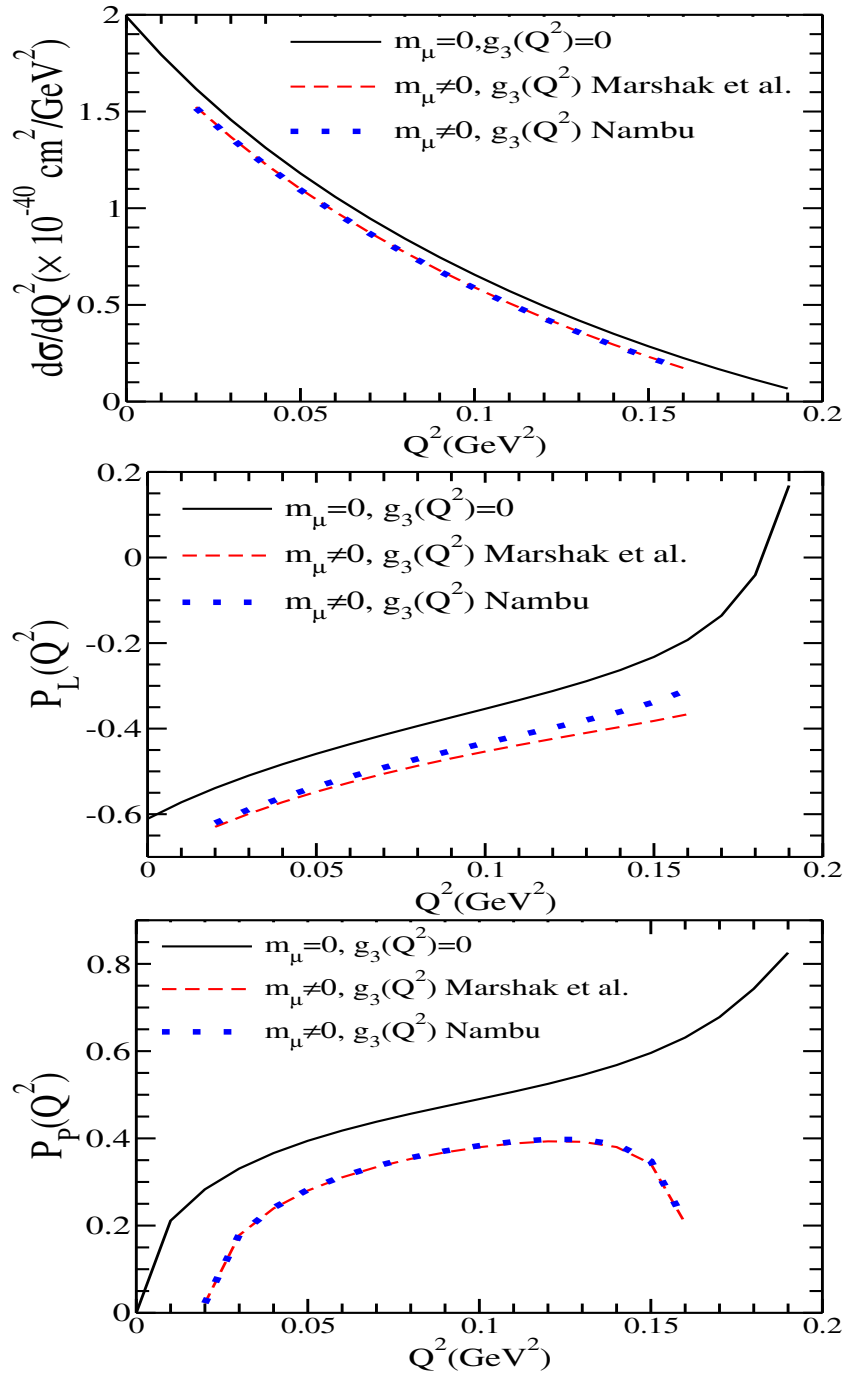 2
1.5
1
0.5
0
0
0.05
0.1
0.15
0.2
dσ/dQ²(× 10⁻⁴⁰ cm²/GeV²)
Q²(GeV²)
m_μ=0,g₃(Q²)=0
m_μ≠0, g₃(Q²) Marshak et al.
m_μ≠0, g₃(Q²) Nambu
0.2
0
-0.2
-0.4
-0.6
0
0.05
0.1
0.15
0.2
P_L(Q²)
Q²(GeV²)
m_μ=0, g₃(Q²)=0
m_μ≠0, g₃(Q²) Marshak et al.
m_μ≠0, g₃(Q²) Nambu
0.8
0.6
0.4
0.2
0
0
0.05
0.1
0.15
0.2
P_P(Q²)
Q²(GeV²)
m_μ=0, g₃(Q²)=0
m_μ≠0, g₃(Q²) Marshak et al.
m_μ≠0, g₃(Q²) Nambu